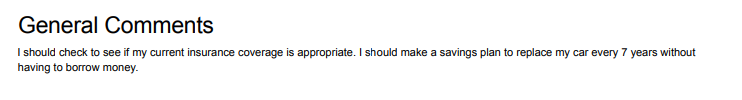 General Comments
I should check to see if my current insurance coverage is appropriate. I should make a savings plan to replace my car every 7 years without
having to borrow money.